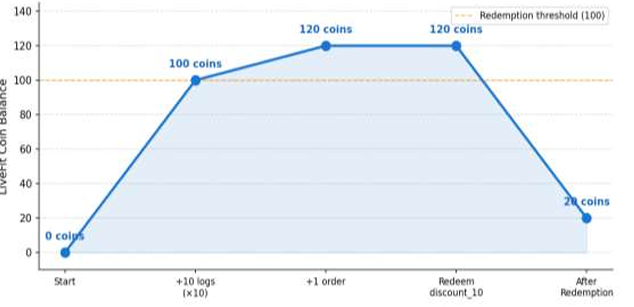 140
120
100
80
60
40
20
0
LiveFit Coin Balance
Redemption threshold (100)
0 coins
100 coins
120 coins
120 coins
20 coins
Start
+10 logs
(×10)
+1 order
Redeem
discount_10
After
Redemption